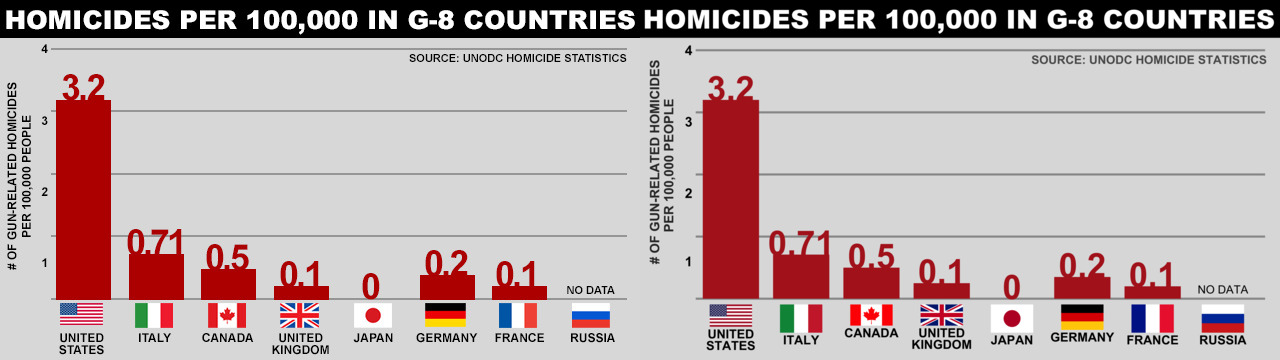 HOMICIDES PER 100,000 IN G-8 COUNTRIES
SOURCE: UNODC HOMICIDE STATISTICS
# OF GUN-RELATED HOMICIDES
PER 100,000 PEOPLE
4
3
2
1
3.2
0.71
0.5
0.1
0
0.2
0.1
NO DATA
UNITED
STATES
ITALY
CANADA
UNITED
KINGDOM
JAPAN
GERMANY
FRANCE
RUSSIA
HOMICIDES PER 100,000 IN G-8 COUNTRIES
SOURCE: UNODC HOMICIDE STATISTICS
# OF GUN-RELATED HOMICIDES
PER 100,000 PEOPLE
4
3
2
1
3.2
0.71
0.5
0.1
0
0.2
0.1
NO DATA
UNITED
STATES
ITALY
CANADA
UNITED
KINGDOM
JAPAN
GERMANY
FRANCE
RUSSIA